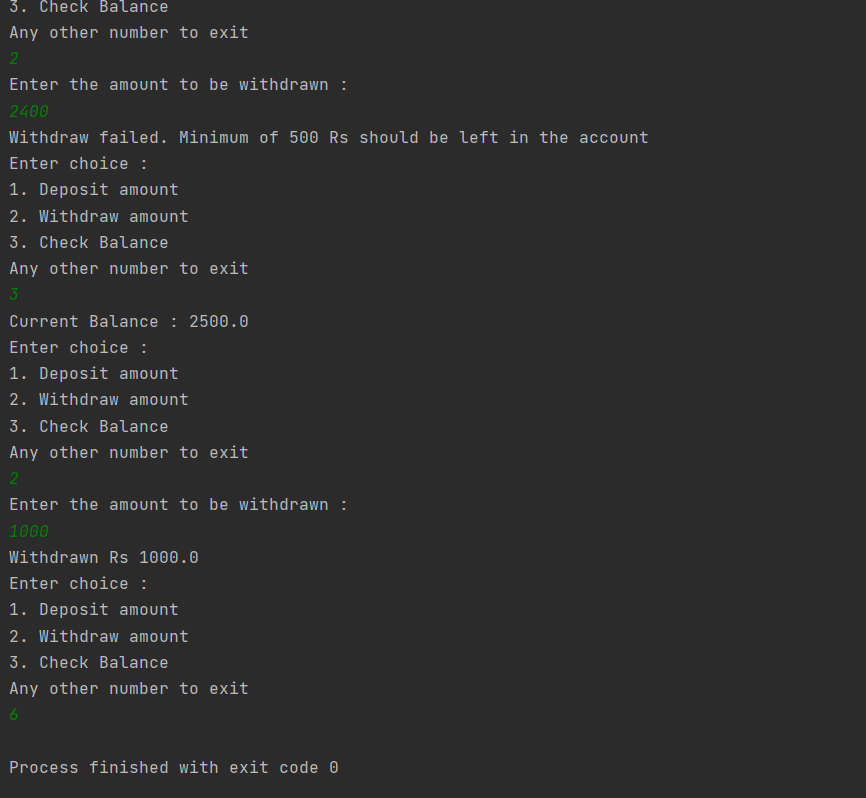 3. Check Balance
Any other number to exit
2
Enter the amount to be withdrawn :
2400
Withdraw failed. Minimum of 500 Rs should be left in the account
Enter choice :
1. Deposit amount
2. Withdraw amount
3. Check Balance
Any other number to exit
3
Current Balance : 2500.0
Enter choice :
1. Deposit amount
2. Withdraw amount
3. Check Balance
Any other number to exit
2
Enter the amount to be withdrawn :
1000
Withdrawn Rs 1000.0
Enter choice :
1. Deposit amount
2. Withdraw amount
3. Check Balance
Any other number to exit
6
Process finished with exit code 0